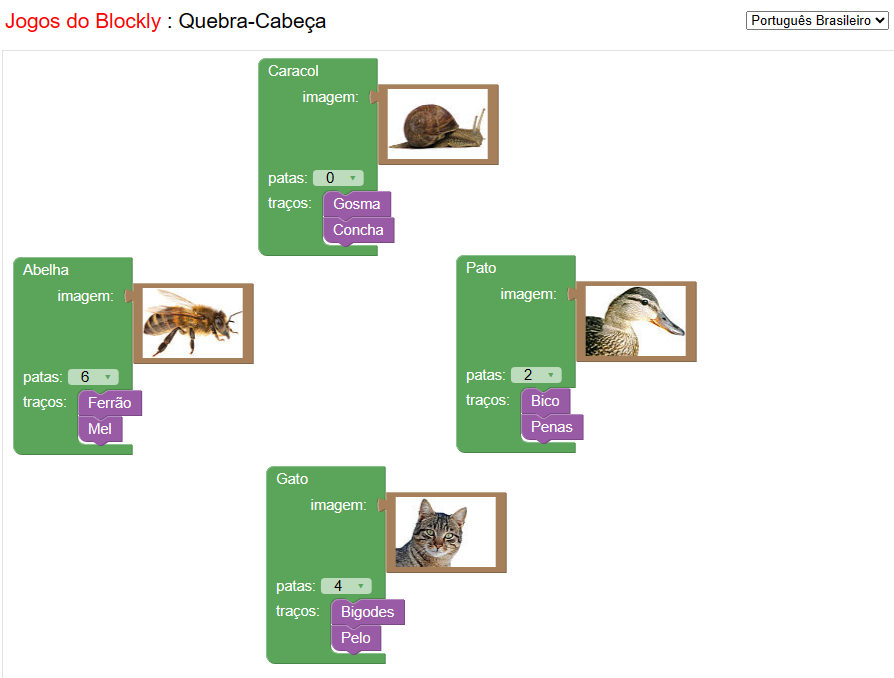 Jogos do Blockly : Quebra-Cabeça
Português Brasileiro
Caracol
imagem:
patas: 0
traços: Gosma
Concha
Abelha
imagem:
patas: 6
traços: Ferrão
Mel
Pato
imagem:
patas: 2
traços: Bico
Penas
Gato
imagem:
patas: 4
traços: Bigodes
Pelo